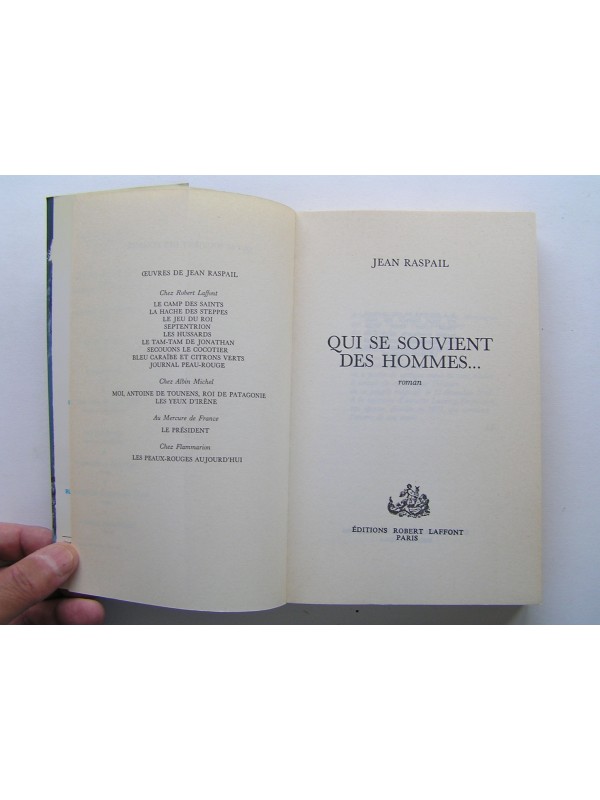 ŒUVRES DE JEAN RASPAIL
Chez Robert Laffont
LE CAMP DES SAINTS
LA HACHE DES STEPPES
LE JEU DU ROI
SEPTENTRION
LES HUSSARDS
LE TAM-TAM DE JONATHAN
SECOUONS LE COCOTIER
BLEU CARAÏBE ET CITRONS VERTS
JOURNAL PEAU-ROUGE
Chez Albin Michel
MOI, ANTOINE DE TOUNENS, ROI DE PATAGONIE
LES YEUX D'IRÈNE
Au Mercure de France
LE PRÉSIDENT
Chez Flammarion
LES PEAUX-ROUGES AUJOURD'HUI
JEAN RASPAIL
QUI SE SOUVIENT
DES HOMMES...
roman
ÉDITIONS ROBERT LAFFONT
PARIS